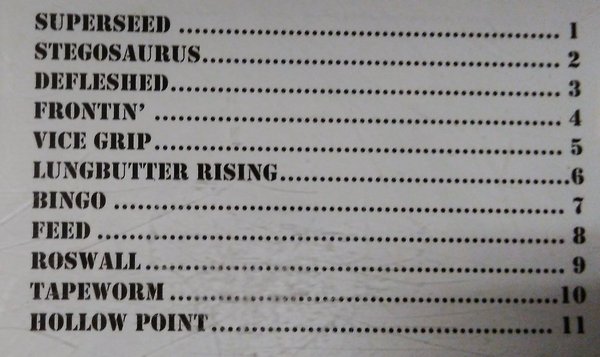 SUPERSEED ........................................................ 1
STEGOSAURUS..................................................... 2
DEFLESHED.......................................................... 3
FRONTIN' ............................................................ 4
VICE GRIP............................................................ 5
LUNGBUTTER RISING..........................................6
BINGO .................................................................. 7
FEED ..................................................................... 8
ROSWALL.............................................................. 9
TAPEWORM .........................................................10
HOLLOW POINT................................................... 11